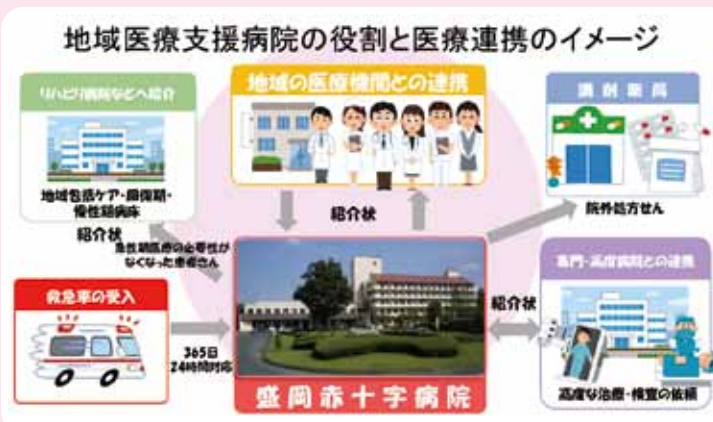 地域医療支援病院の役割と医療連携のイメージ
リハビリ病院などへ紹介
地域包括ケア・回復期・
慢性期病床
紹介状
急性期医療の必要性が
なくなった患者さん
地域の医療機関との連携
紹介状
調剤薬局
院外処方せん
救急車の受入
365日
24時間対応
盛岡赤十字病院
紹介状
専門・高度病院との連携
高度な治療・検査の依頼